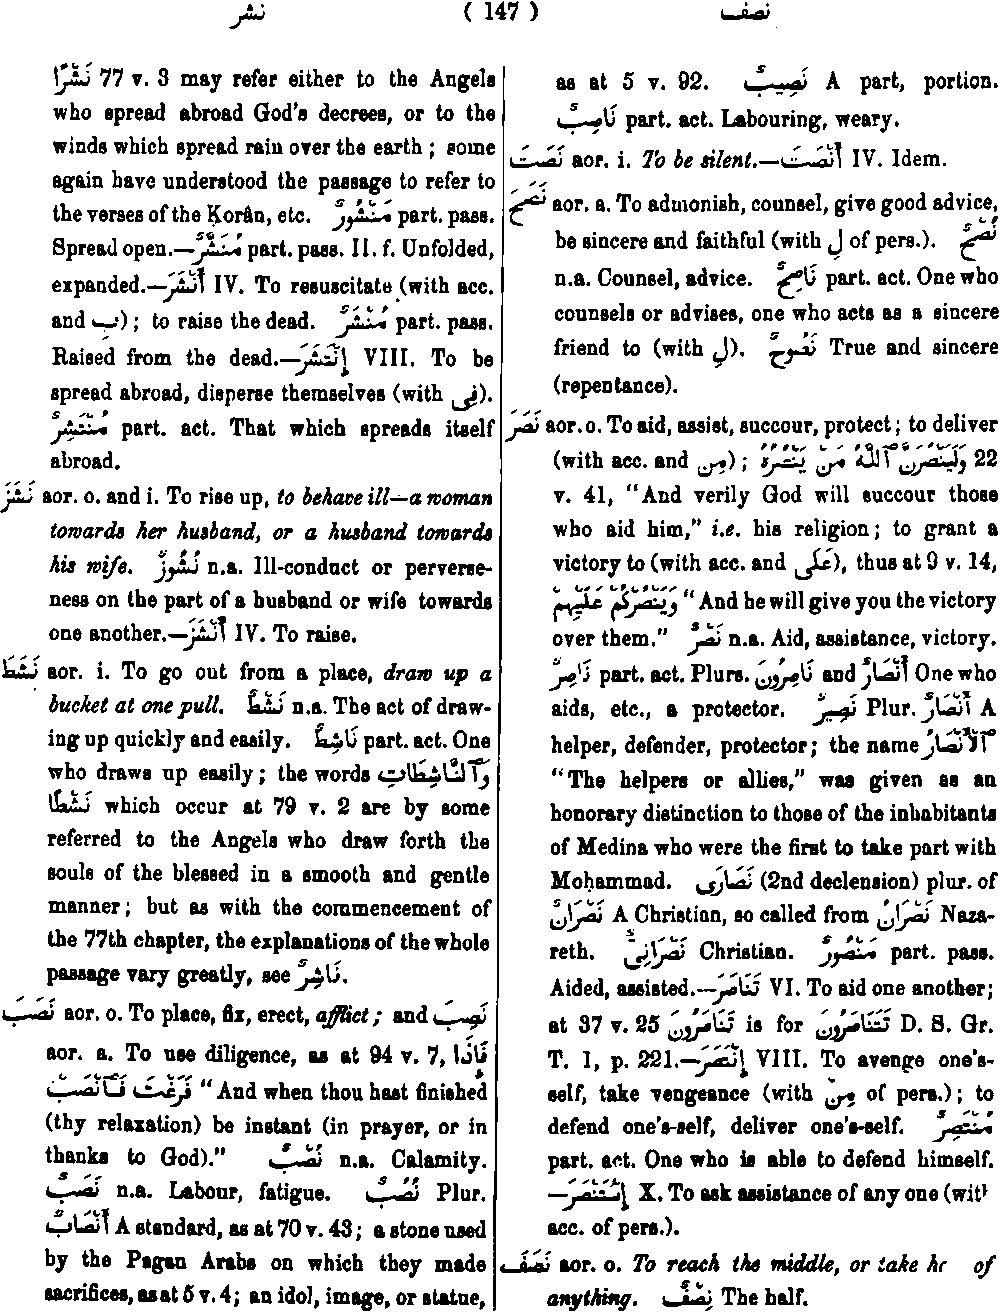 نشر ( 147 ) نصف
نَشْرًا 77 v. 3 may refer either to the Angels
who spread abroad God's decrees, or to the
winds which spread rain over the earth; some
again have understood the passage to refer to
the verses of the Ḳorân, etc. مَنْشُورٌ part. pass.
Spread open.—مُنَشَّرٌ part. pass. II. f. Unfolded,
expanded.—أَنْشَرَ IV. To resuscitate (with acc.
and بِ); to raise the dead. مُنْشَرٌ part. pass.
Raised from the dead.—إِنْتَشَرَ VIII. To be
spread abroad, disperse themselves (with فِى).
مُنْتَشِرٌ part. act. That which spreads itself
abroad.
نَشَزَ aor. o. and i. To rise up, to behave ill—a woman
towards her husband, or a husband towards
his wife. نُشُوزٌ n.a. Ill-conduct or perverse-
ness on the part of a husband or wife towards
one another.—أَنْشَزَ IV. To raise.
نَشَطَ aor. i. To go out from a place, draw up a
bucket at one pull. نَشْطٌ n.a. The act of draw-
ing up quickly and easily. نَاشِطٌ part. act. One
who draws up easily; the words وَٱلنَّاشِطَاتِ
نَشْطًا which occur at 79 v. 2 are by some
referred to the Angels who draw forth the
souls of the blessed in a smooth and gentle
manner; but as with the commencement of
the 77th chapter, the explanations of the whole
passage vary greatly, see نَاشِرٌ.
نَصَبَ aor. o. To place, fix, erect, afflict; and نَصِبَ
aor. a. To use diligence, as at 94 v. 7, فَإِذَا
فَرَغْتَ فَٱنْصَبْ "And when thou hast finished
(thy relaxation) be instant (in prayer, or in
thanks to God)." نُصْبٌ n.a. Calamity.
نَصَبٌ n.a. Labour, fatigue. نُصُبٌ Plur.
أَنْصَابٌ A standard, as at 70 v. 43; a stone used
by the Pagan Arabs on which they made
sacrifices, as at 5 v. 4; an idol, image, or statue,
as at 5 v. 92. نَصِيبٌ A part, portion.
نَاصِبٌ part. act. Labouring, weary.
نَصَتَ aor. i. To be silent.—أَنْصَتَ IV. Idem.
نَصَحَ aor. a. To admonish, counsel, give good advice,
be sincere and faithful (with لِ of pers.). نُصْحٌ
n.a. Counsel, advice. نَاصِحٌ part. act. One who
counsels or advises, one who acts as a sincere
friend to (with لِ). نَصُوحٌ True and sincere
(repentance).
نَصَرَ aor. o. To aid, assist, succour, protect; to deliver
(with acc. and مِن); وَلَيَنْصُرَنَّ ٱللَّهُ مَنْ يَنْصُرُهُ 22
v. 41, "And verily God will succour those
who aid him," i.e. his religion; to grant a
victory to (with acc. and عَلَى), thus at 9 v. 14,
وَيَنْصُرْكُمْ عَلَيْهِمْ "And he will give you the victory
over them." نَصْرٌ n.a. Aid, assistance, victory.
نَاصِرٌ part. act. Plurs. نَاصِرُونَ and أَنْصَارٌ One who
aids, etc., a protector. نَصِيرٌ Plur. أَنْصَارٌ A
helper, defender, protector; the name ٱلْأَنْصَارُ
"The helpers or allies," was given as an
honorary distinction to those of the inhabitants
of Medina who were the first to take part with
Moḥammad. نَصَارَى (2nd declension) plur. of
نَصْرَانٌ A Christian, so called from نَصْرَانُ Naza-
reth. نَصْرَانِىٌّ Christian. مَنْصُورٌ part. pass.
Aided, assisted.—تَنَاصَرَ VI. To aid one another;
at 37 v. 25 تَنَاصَرُونَ is for تَتَنَاصَرُونَ D. S. Gr.
T. 1, p. 221.—إِنْتَصَرَ VIII. To avenge one's-
self, take vengeance (with مِنْ of pers.); to
defend one's-self, deliver one's-self. مُنْتَصِرٌ
part. act. One who is able to defend himself.
—إِسْتَنْصَرَ X. To ask assistance of any one (with
acc. of pers.).
نَصَفَ aor. o. To reach the middle, or take of
anything. نِصْفٌ The half.